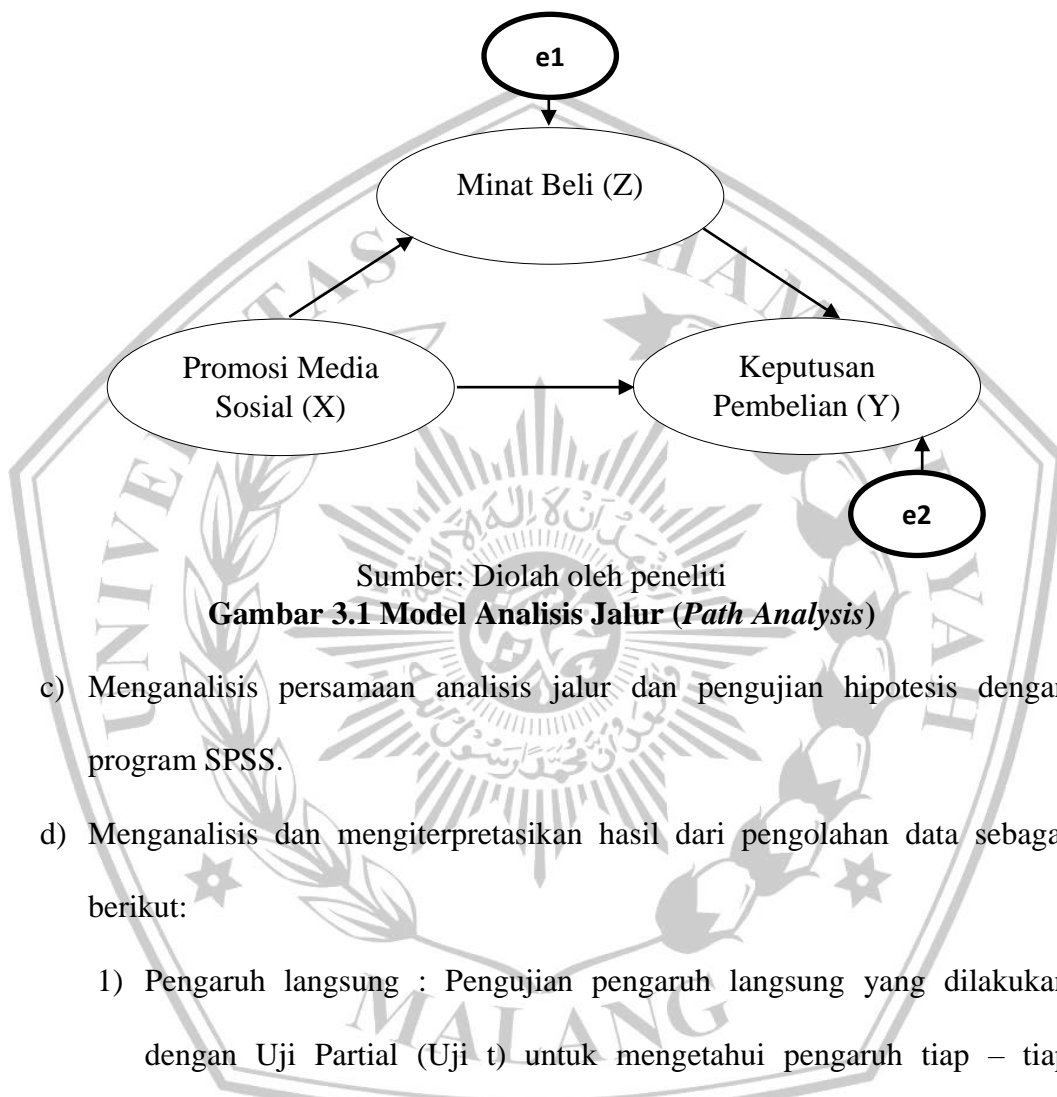 e1
Minat Beli (Z)
Promosi Media
Sosial (X)
Keputusan
Pembelian (Y)
e2
Sumber: Diolah oleh peneliti
Gambar 3.1 Model Analisis Jalur (Path Analysis)
c) Menganalisis persamaan analisis jalur dan pengujian hipotesis dengan
program SPSS.
d) Menganalisis dan mengiterpretasikan hasil dari pengolahan data sebaga
berikut:
1) Pengaruh langsung : Pengujian pengaruh langsung yang dilakukan
dengan Uji Partial (Uji t) untuk mengetahui pengaruh tiap – tiap
MALANG